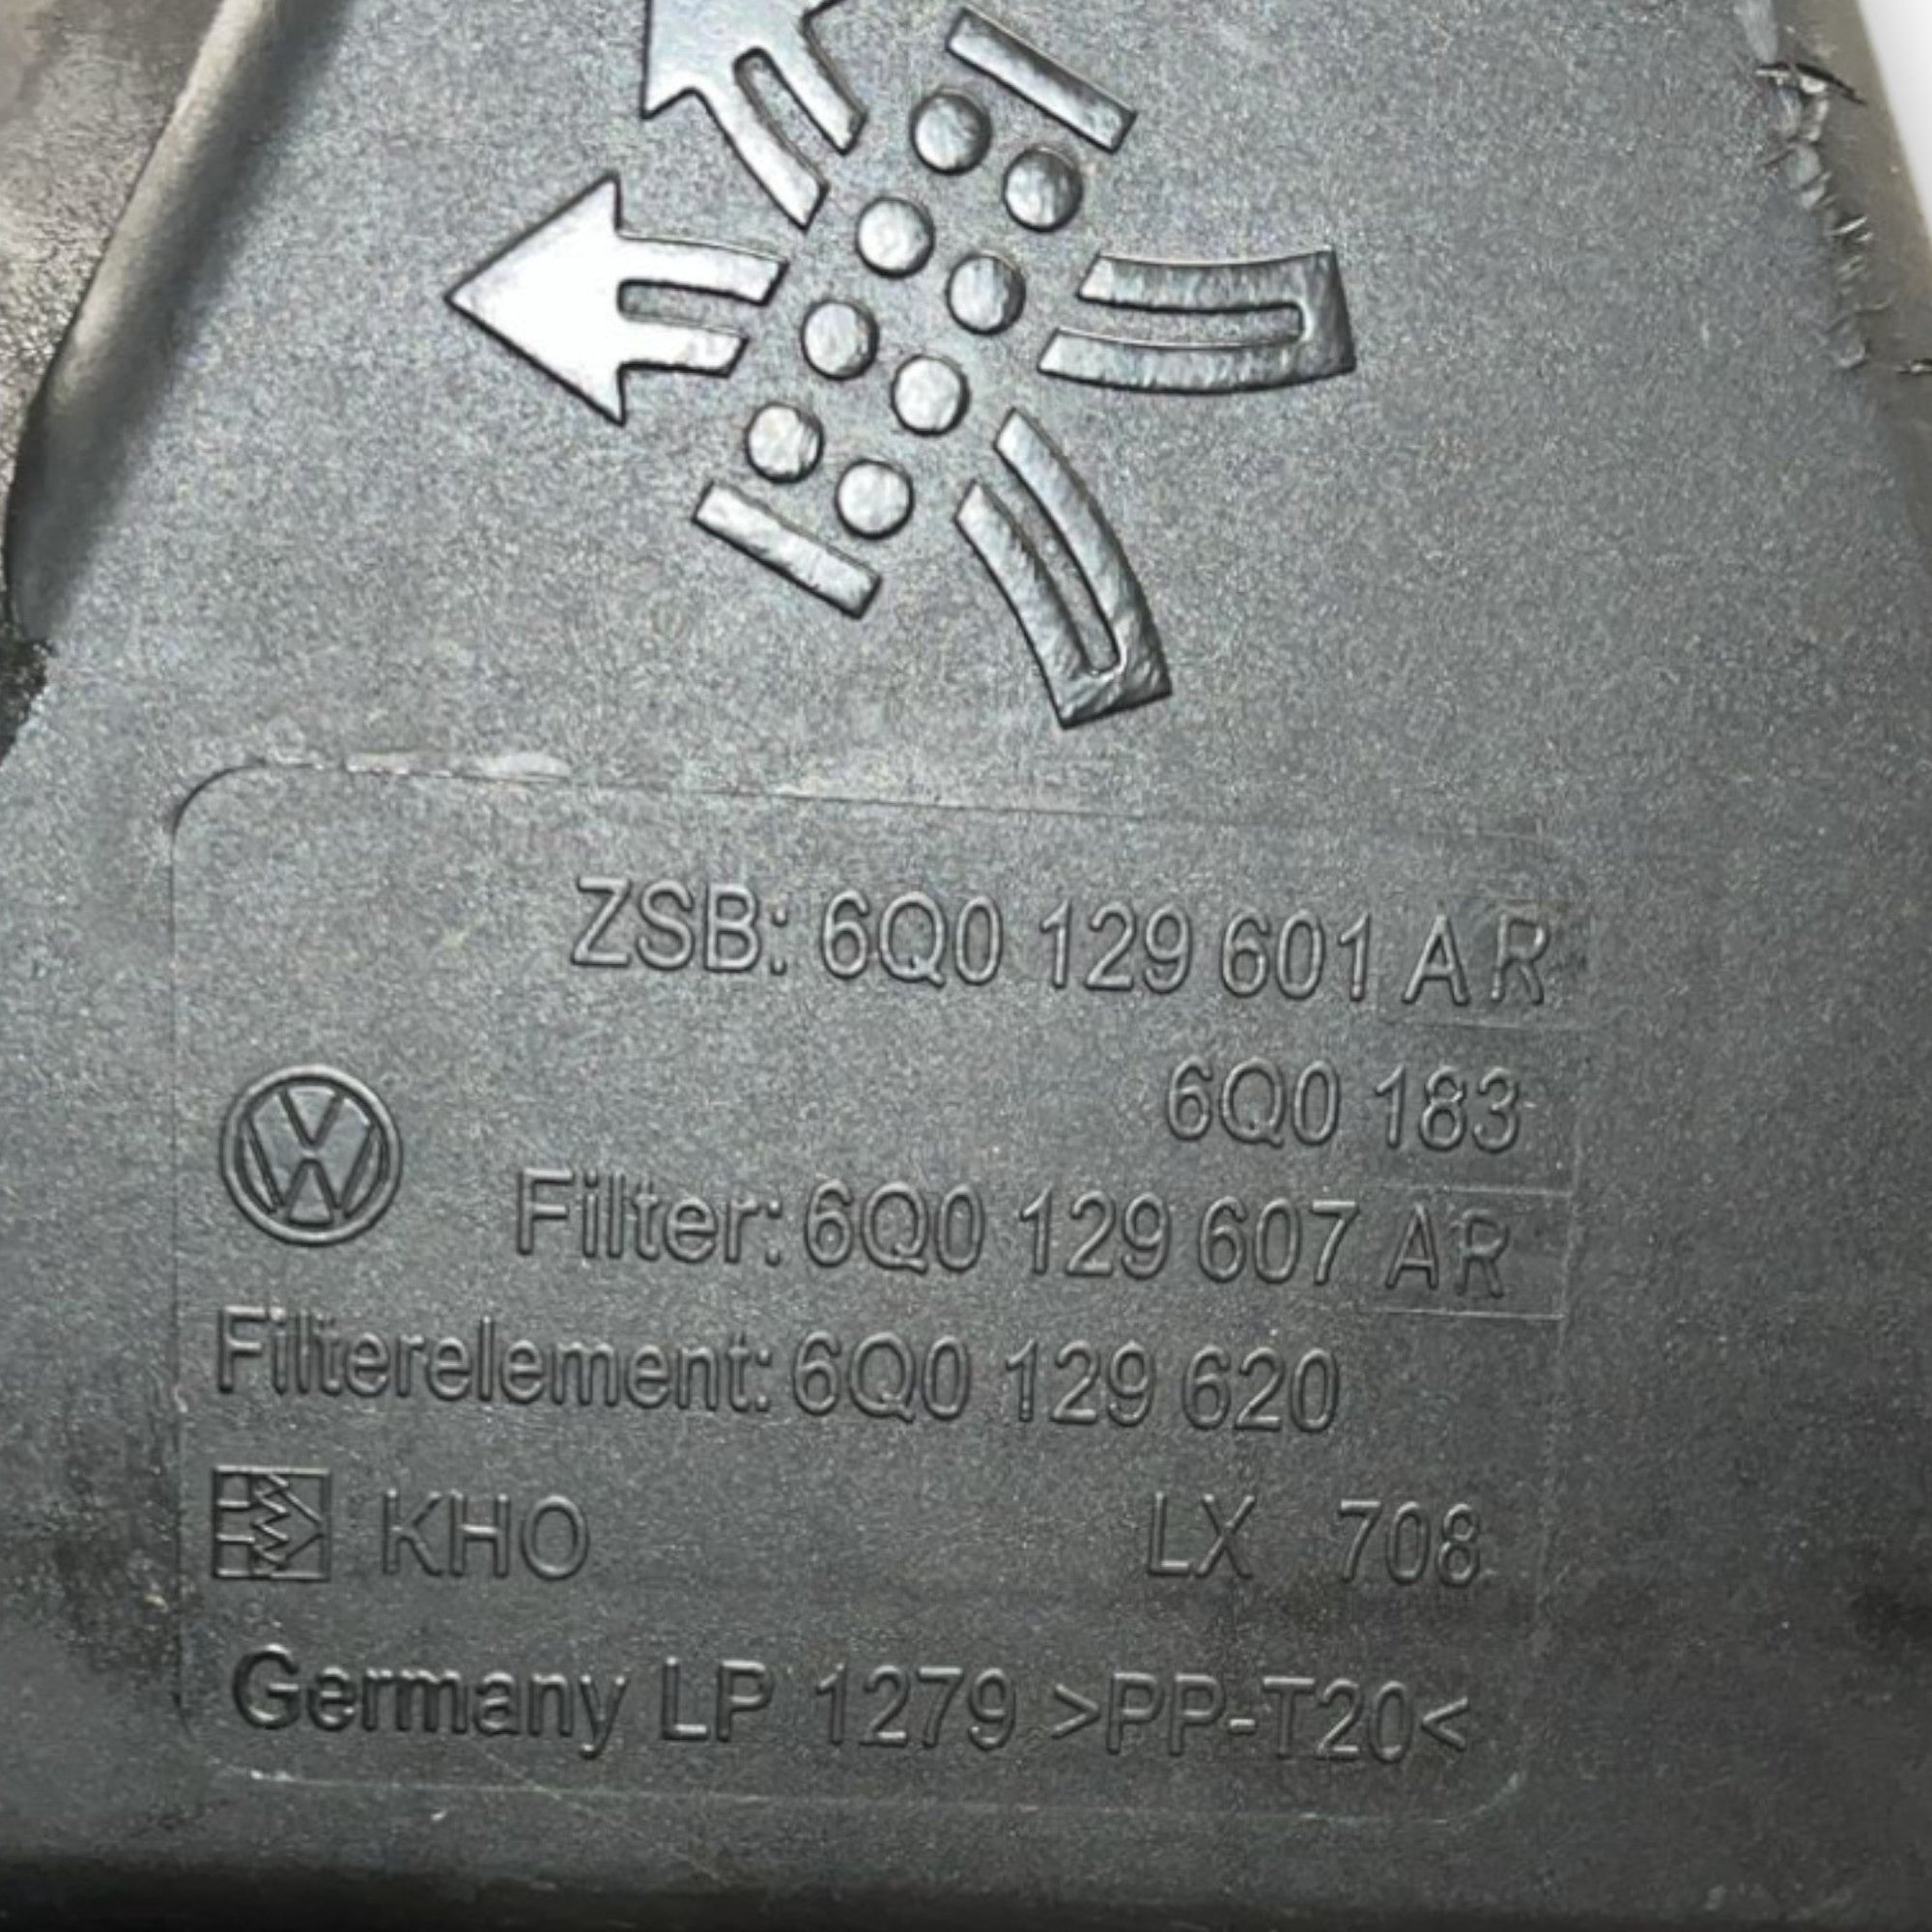 ZSB: 6Q0 129 601 AR
6Q0 183
Filter: 6Q0 129 607 AR
Filterelement: 6Q0 129 620
KHO LX 708
Germany LP 1279 >PP-T20<